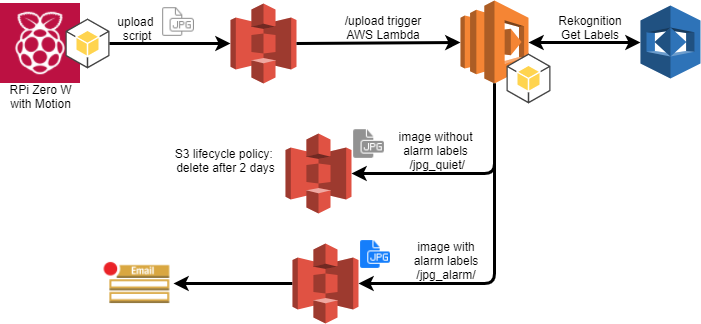 upload
script
JPG
/upload trigger
AWS Lambda
Rekognition
Get Labels
RPi Zero W
with Motion
S3 lifecycle policy:
delete after 2 days
JPG
image without
alarm labels
/jpg_quiet/
JPG
image with
alarm labels
/jpg_alarm/
Email